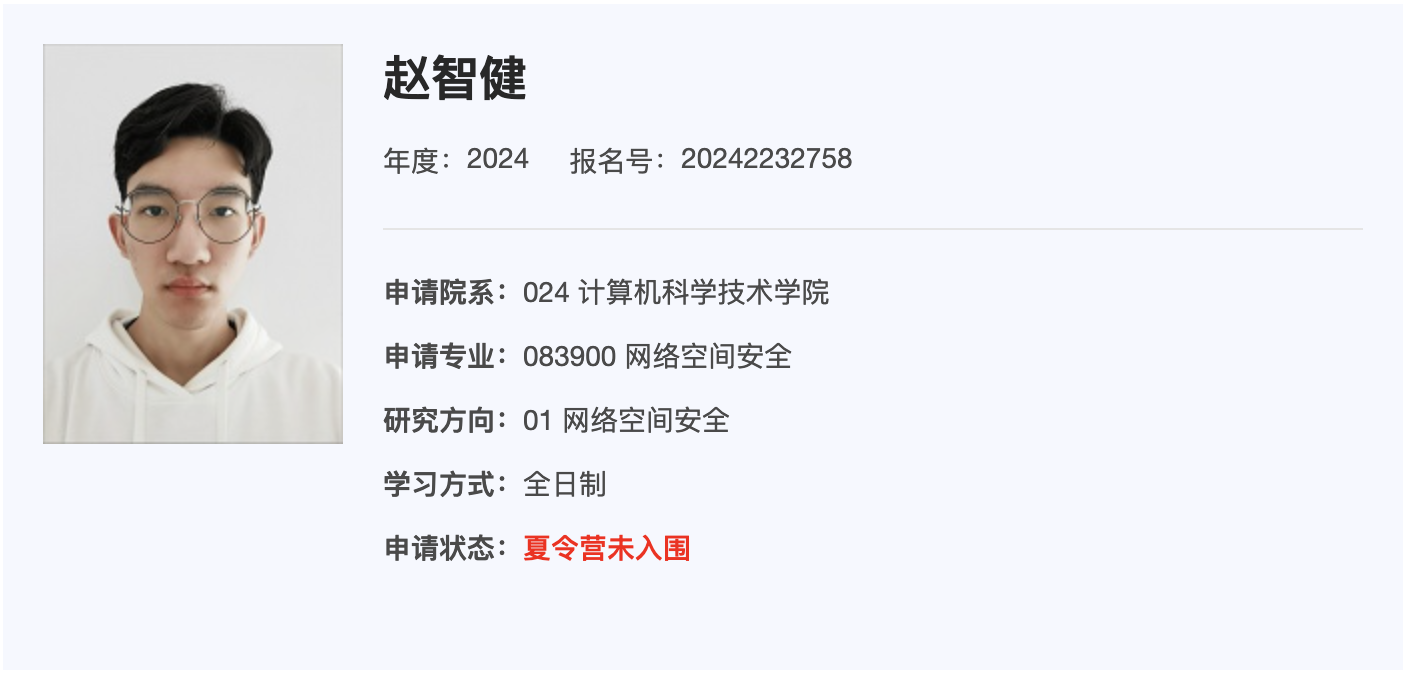 赵智健
年度：2024 报名号：20242232758
申请院系：024 计算机科学技术学院
申请专业：083900 网络空间安全
研究方向：01 网络空间安全
学习方式：全日制
申请状态：夏令营未入围